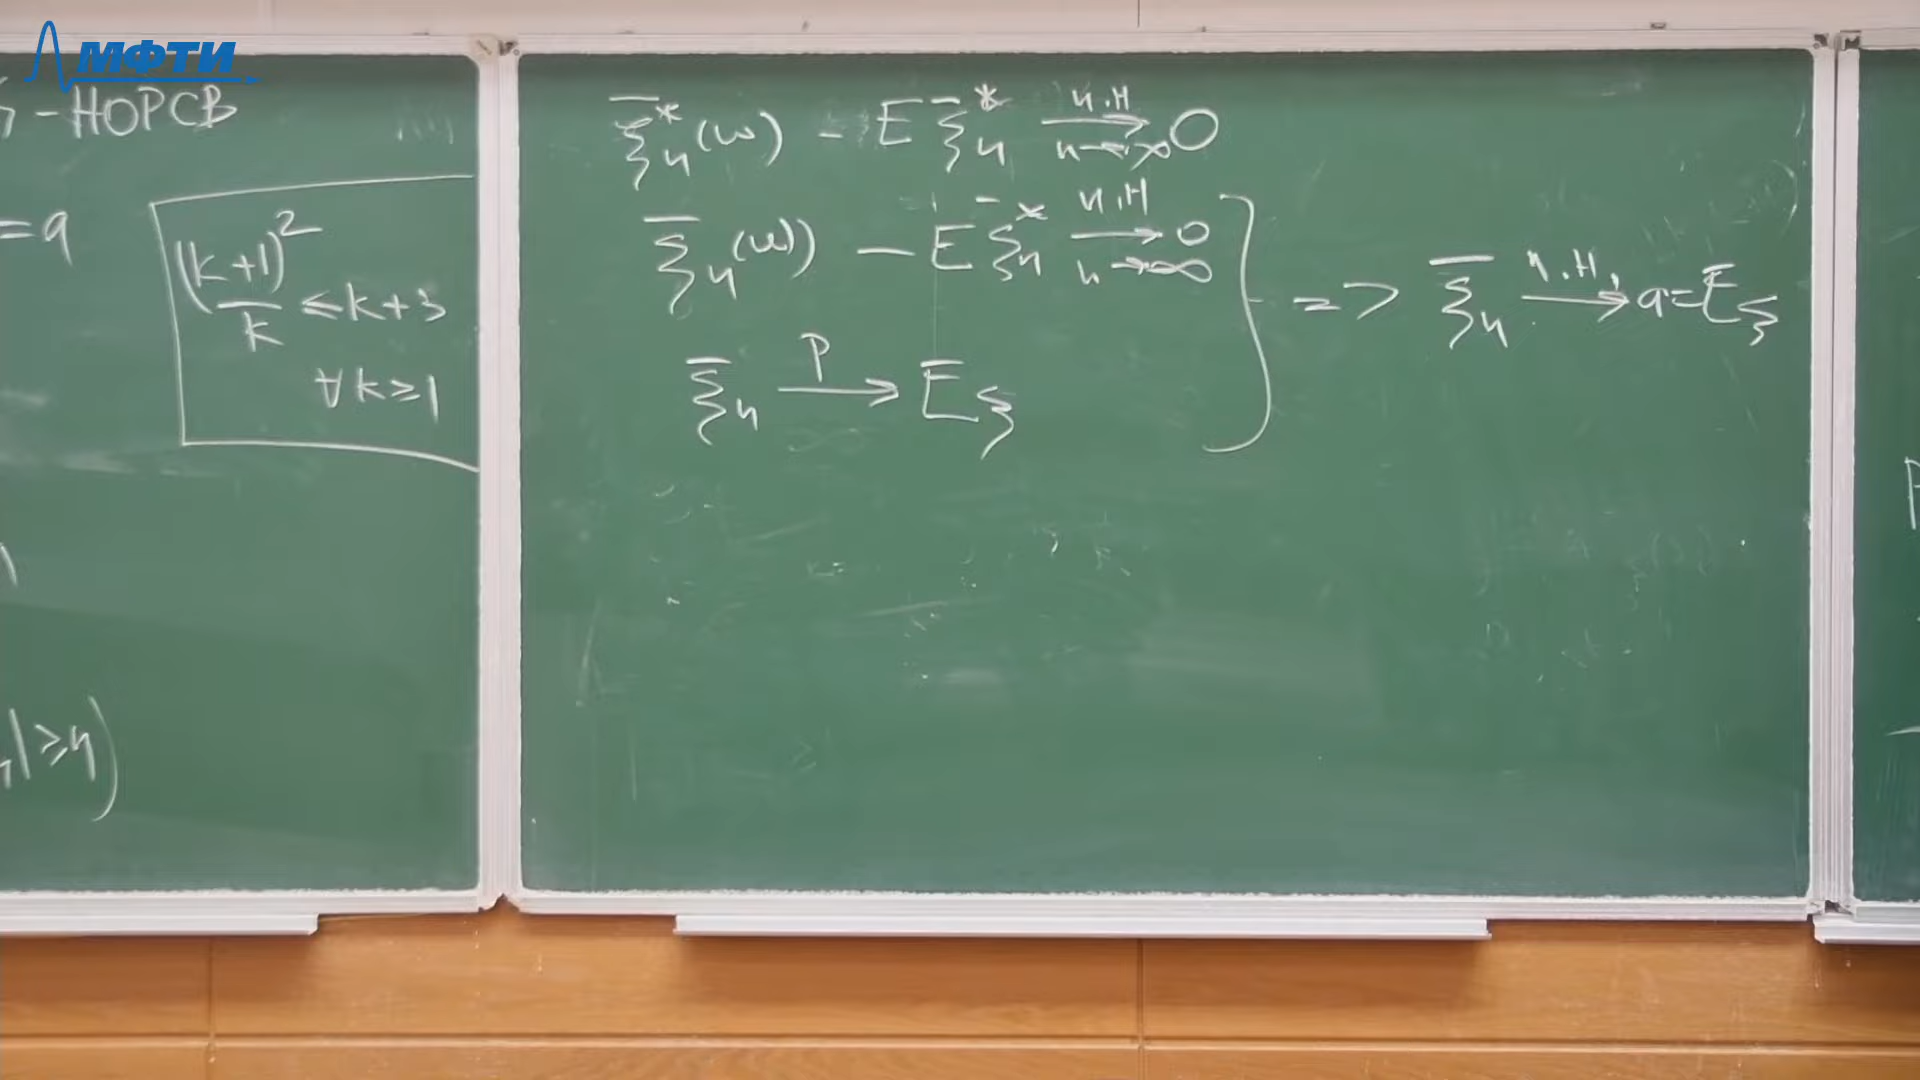 МФТИ
ξ - НОРСВ
= a
(k+1)²/k ≤ k+3
∀k ≥ 1
ξ̄ₙ*(ω) - Eξ̄ₙ* →(п.н, n→∞) 0
ξ̄ₙ(ω)) - Eξ̄ₙ* →(п.н, n→∞) 0
ξ̄ₙ →(P) Eξ
=> ξ̄ₙ →(п.н.) a = Eξ
| ≥ n)